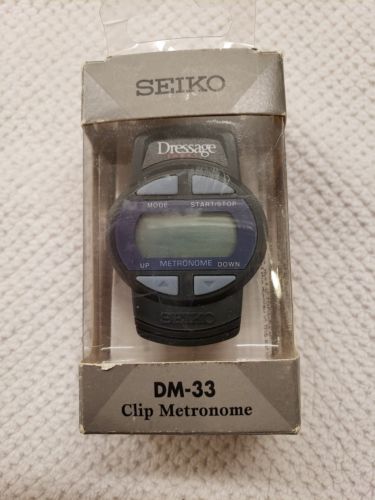 SEIKO
Dressage
MODE START/STOP
UP METRONOME DOWN
SEIKO
DM-33
Clip Metronome